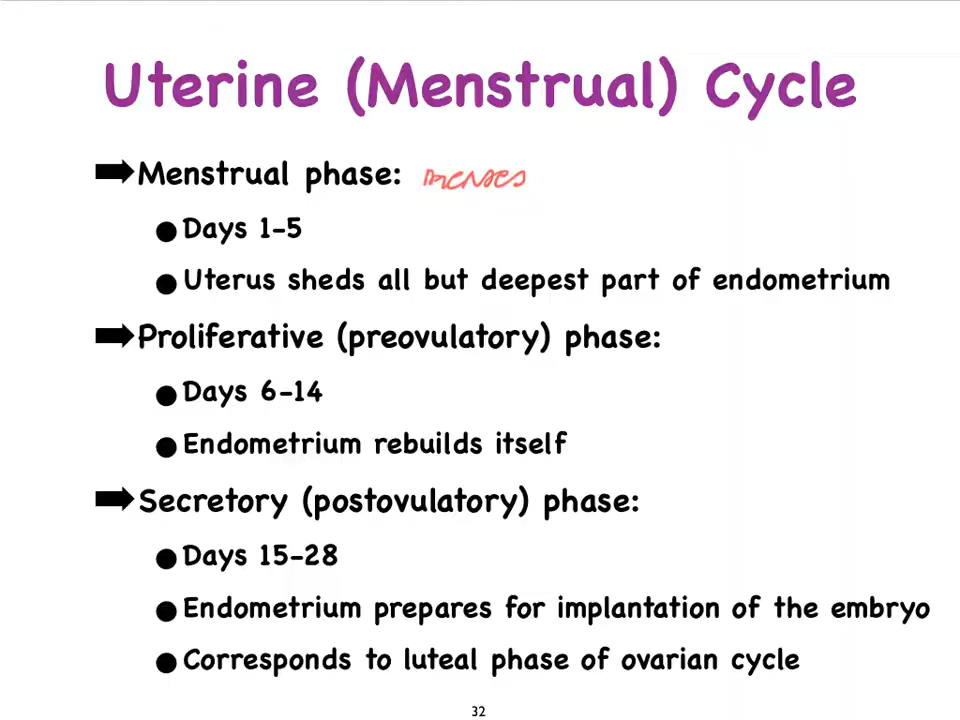 Uterine (Menstrual) Cycle
➡Menstrual phase: menses
●Days 1-5
●Uterus sheds all but deepest part of endometrium
➡Proliferative (preovulatory) phase:
●Days 6-14
●Endometrium rebuilds itself
➡Secretory (postovulatory) phase:
●Days 15-28
●Endometrium prepares for implantation of the embryo
●Corresponds to luteal phase of ovarian cycle
32